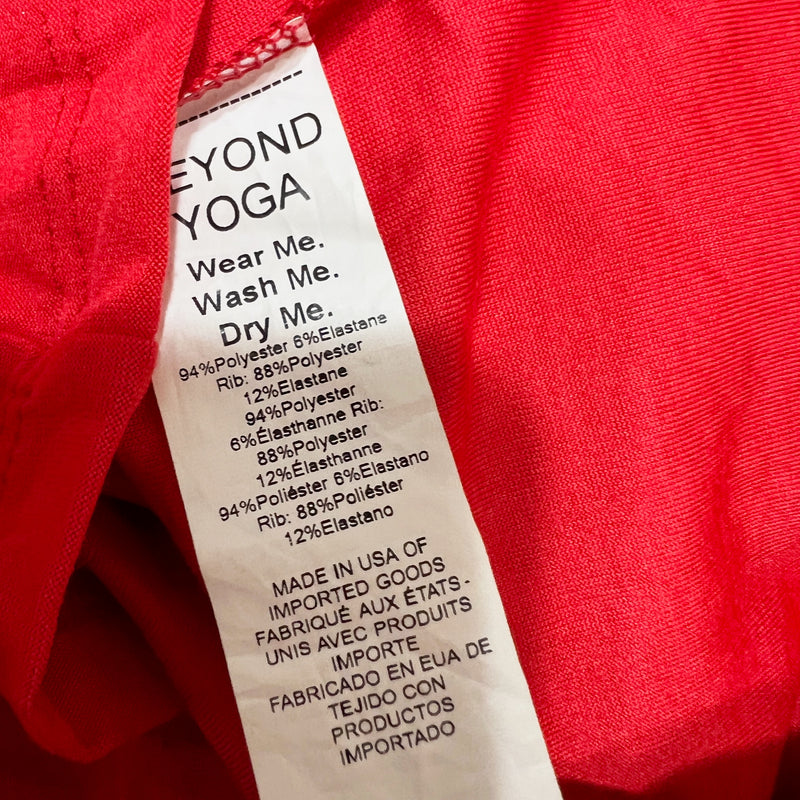 EYOND
YOGA
Wear Me.
Wash Me.
Dry Me.
94%Polyester 6%Elastane
Rib: 88%Polyester
12%Elastane
94%Polyester
6%Élasthanne Rib:
88%Polyester
12%Élasthanne
94%Poliéster 6%Elastano
Rib: 88%Poliéster
12%Elastano
MADE IN USA OF
IMPORTED GOODS
FABRIQUÉ AUX ÉTATS-
UNIS AVEC PRODUITS
IMPORTE
FABRICADO EN EUA DE
TEJIDO CON
PRODUCTOS
IMPORTADO